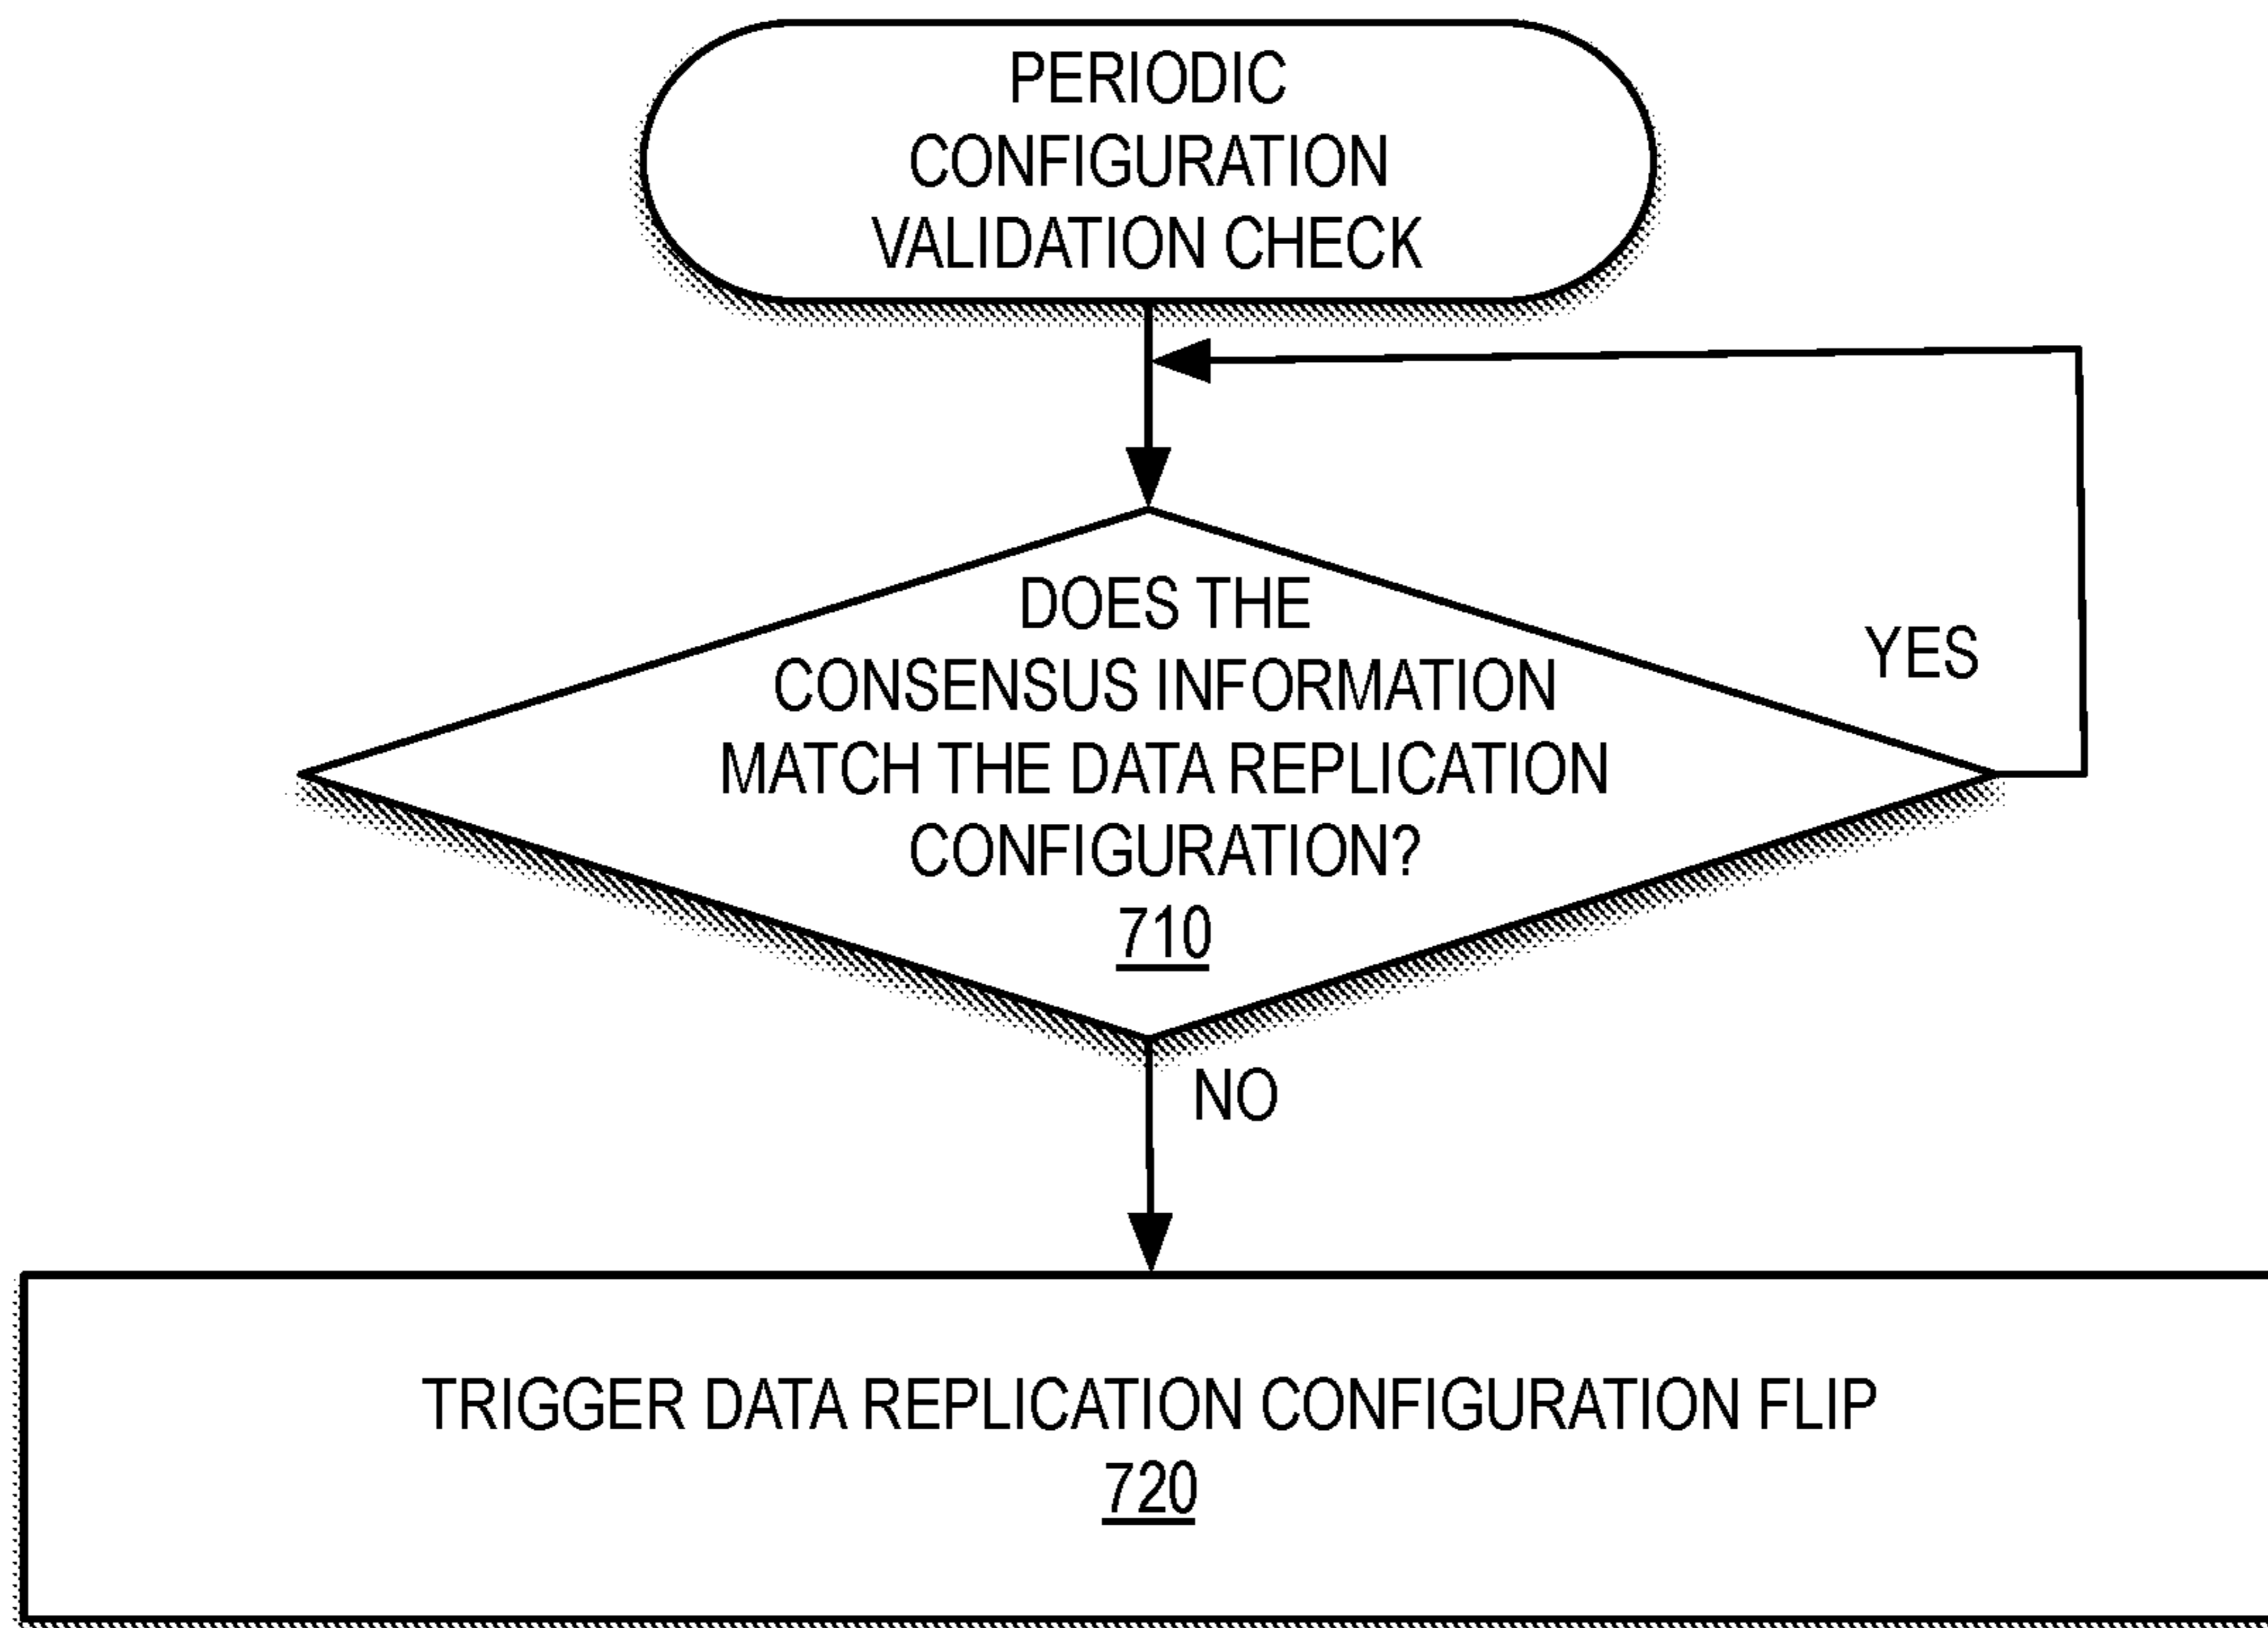 PERIODIC
CONFIGURATION
VALIDATION CHECK
DOES THE
CONSENSUS INFORMATION
MATCH THE DATA REPLICATION
CONFIGURATION?
710
YES
NO
TRIGGER DATA REPLICATION CONFIGURATION FLIP
720